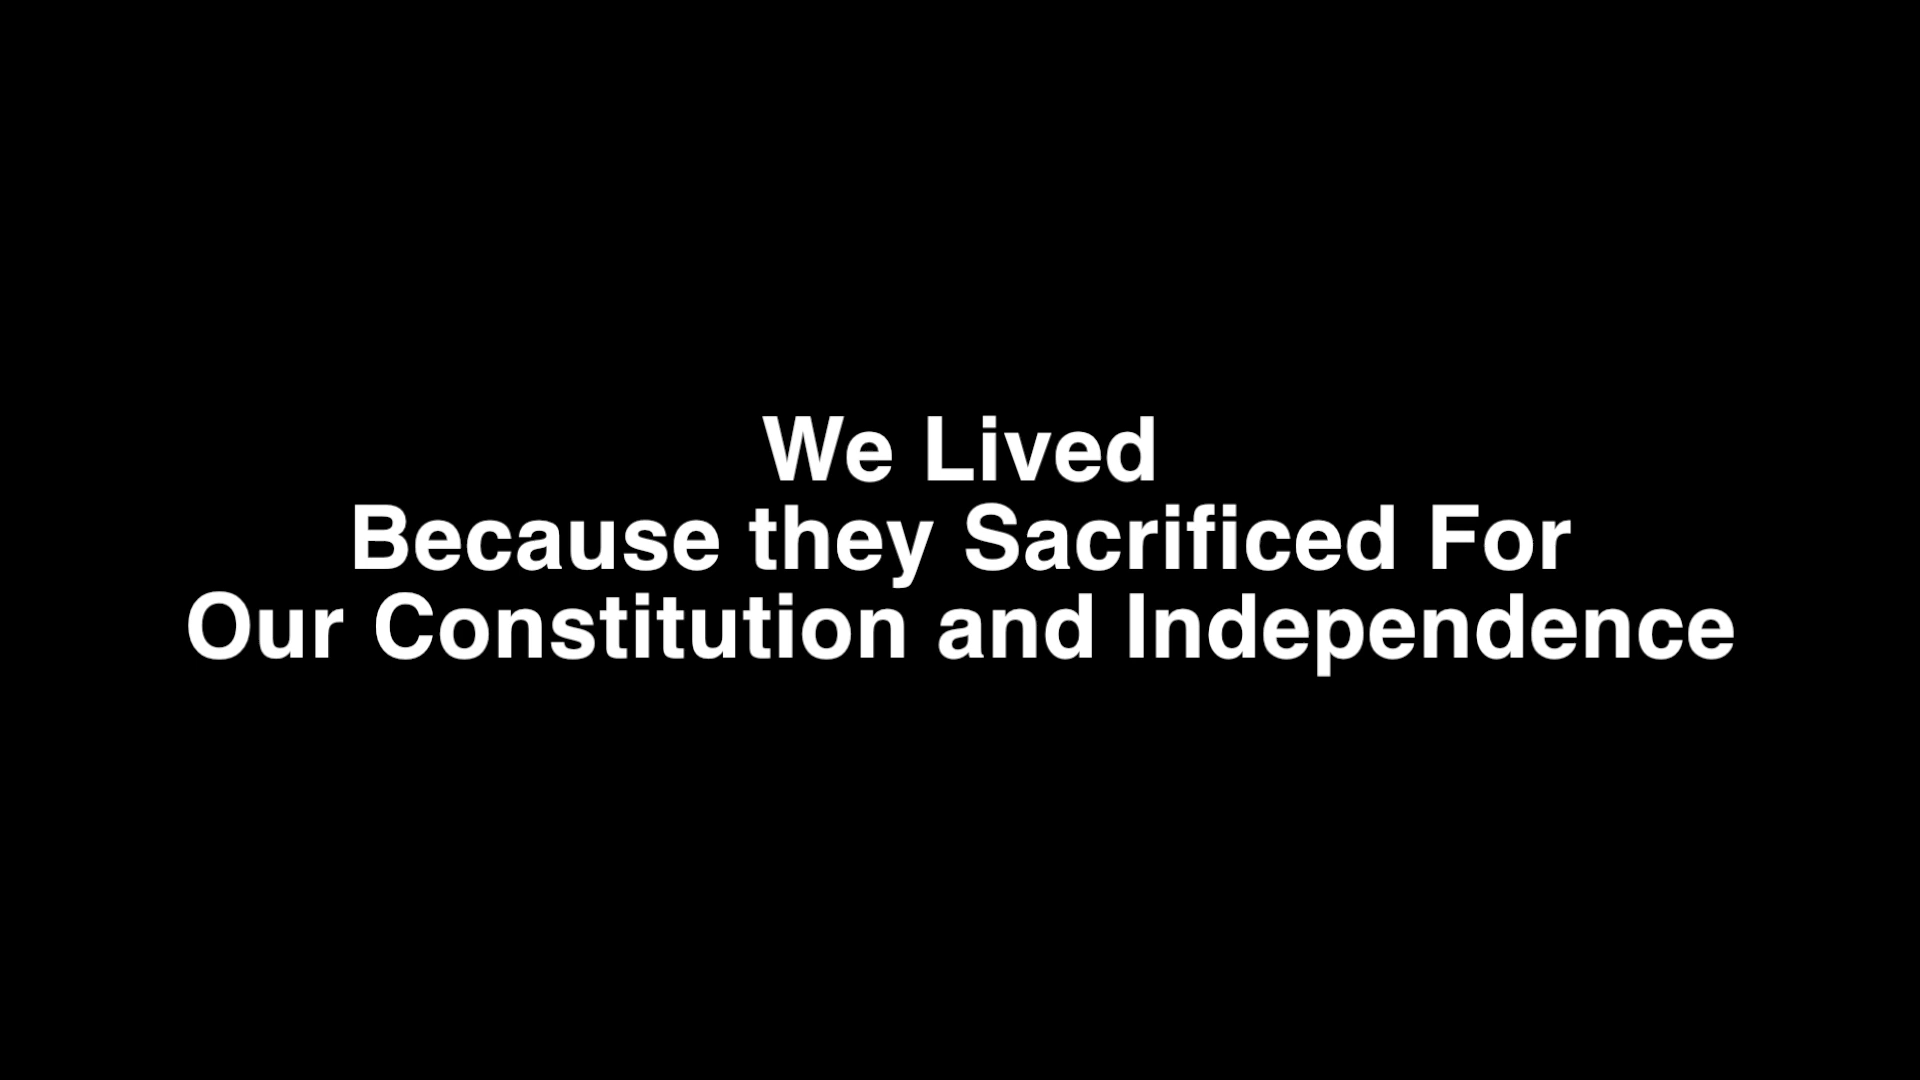 We Lived
Because they Sacrificed For
Our Constitution and Independence